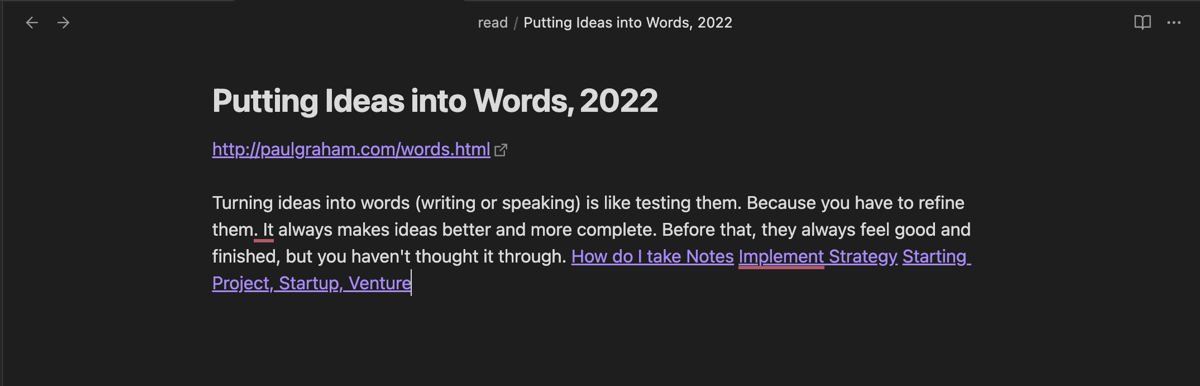 read / Putting Ideas into Words, 2022
Putting Ideas into Words, 2022
http://paulgraham.com/words.html
Turning ideas into words (writing or speaking) is like testing them. Because you have to refine
them. It always makes ideas better and more complete. Before that, they always feel good and
finished, but you haven't thought it through. How do I take Notes Implement Strategy Starting
Project, Startup, Venture